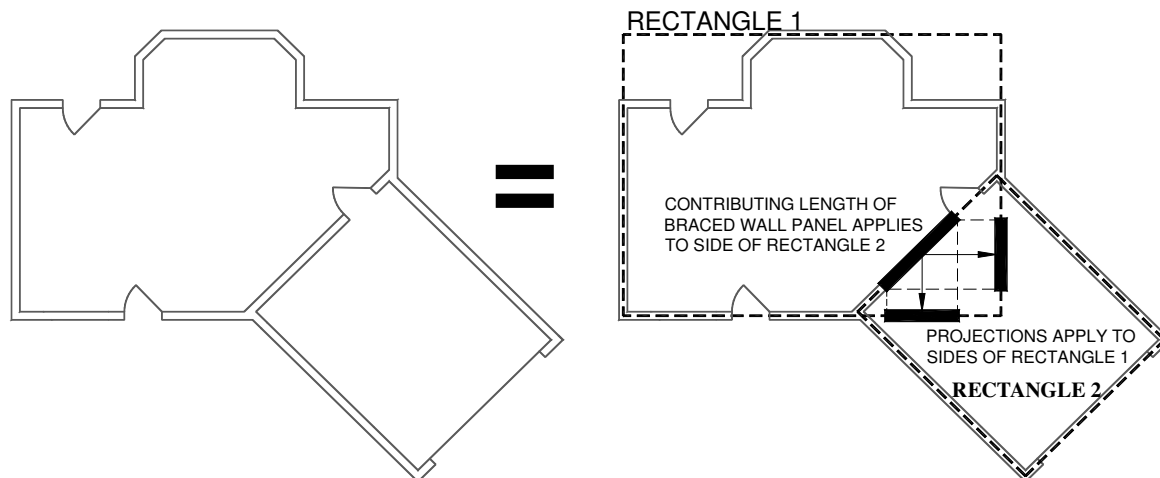 RECTANGLE 1
CONTRIBUTING LENGTH OF
BRACED WALL PANEL APPLIES
TO SIDE OF RECTANGLE 2
PROJECTIONS APPLY TO
SIDES OF RECTANGLE 1
RECTANGLE 2